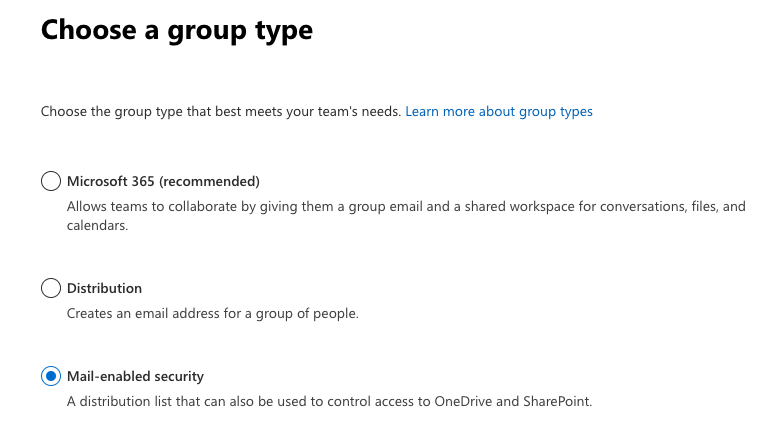 Choose a group type
Choose the group type that best meets your team's needs. Learn more about group types
Microsoft 365 (recommended)
Allows teams to collaborate by giving them a group email and a shared workspace for conversations, files, and
calendars.
Distribution
Creates an email address for a group of people.
Mail-enabled security
A distribution list that can also be used to control access to OneDrive and SharePoint.